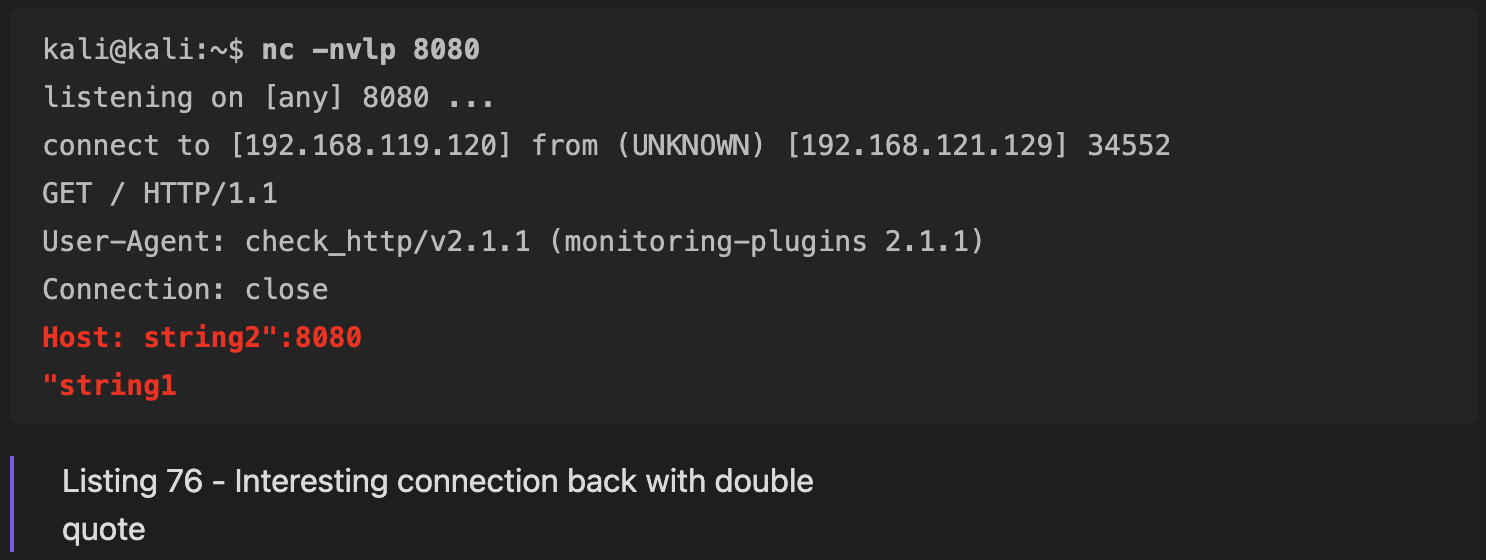 kali@kali:~$ nc -nvlp 8080
listening on [any] 8080 ...
connect to [192.168.119.120] from (UNKNOWN) [192.168.121.129] 34552
GET / HTTP/1.1
User-Agent: check_http/v2.1.1 (monitoring-plugins 2.1.1)
Connection: close
Host: string2":8080
"string1
Listing 76 - Interesting connection back with double
quote